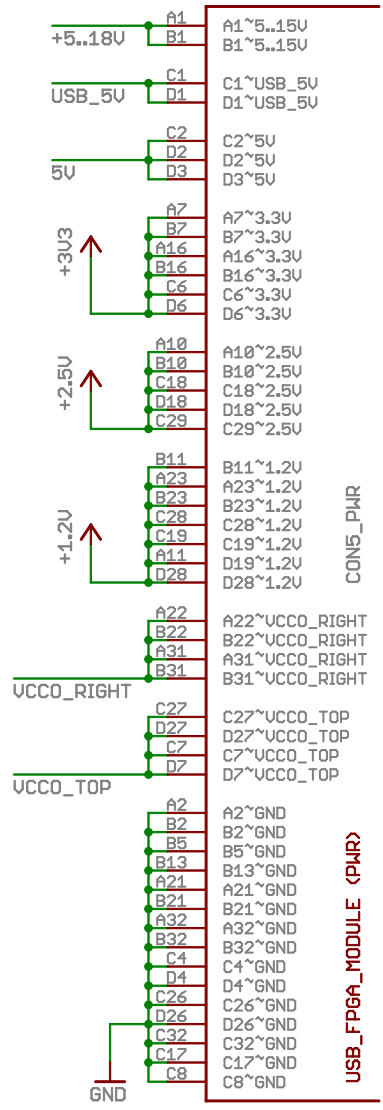 A1 A1~5..15V
+5..18V B1 B1~5..15V
C1 C1~USB_5V
USB_5V D1 D1~USB_5V
C2 C2~5V
D2 D2~5V
5V D3 D3~5V
A7 A7~3.3V
B7 B7~3.3V
A16 A16~3.3V
B16 B16~3.3V
C6 C6~3.3V
D6 D6~3.3V
+3V3
A10 A10~2.5V
B10 B10~2.5V
C18 C18~2.5V
D18 D18~2.5V
C29 C29~2.5V
+2.5V
B11 B11~1.2V
A23 A23~1.2V
B23 B23~1.2V
C28 C28~1.2V
C19 C19~1.2V
A11 D19~1.2V
D28 D28~1.2V
+1.2V
CON5_PWR
A22 A22~VCCO_RIGHT
B22 B22~VCCO_RIGHT
A31 A31~VCCO_RIGHT
B31 B31~VCCO_RIGHT
VCCO_RIGHT
C27 C27~VCCO_TOP
D27 D27~VCCO_TOP
C7 C7~VCCO_TOP
D7 D7~VCCO_TOP
VCCO_TOP
A2 A2~GND
B2 B2~GND
B5 B5~GND
B13 B13~GND
A21 A21~GND
B21 B21~GND
A32 A32~GND
B32 B32~GND
C4 C4~GND
D4 D4~GND
C26 C26~GND
D26 D26~GND
C32 C32~GND
C17 C17~GND
C8 C8~GND
GND
USB_FPGA_MODULE (PWR)